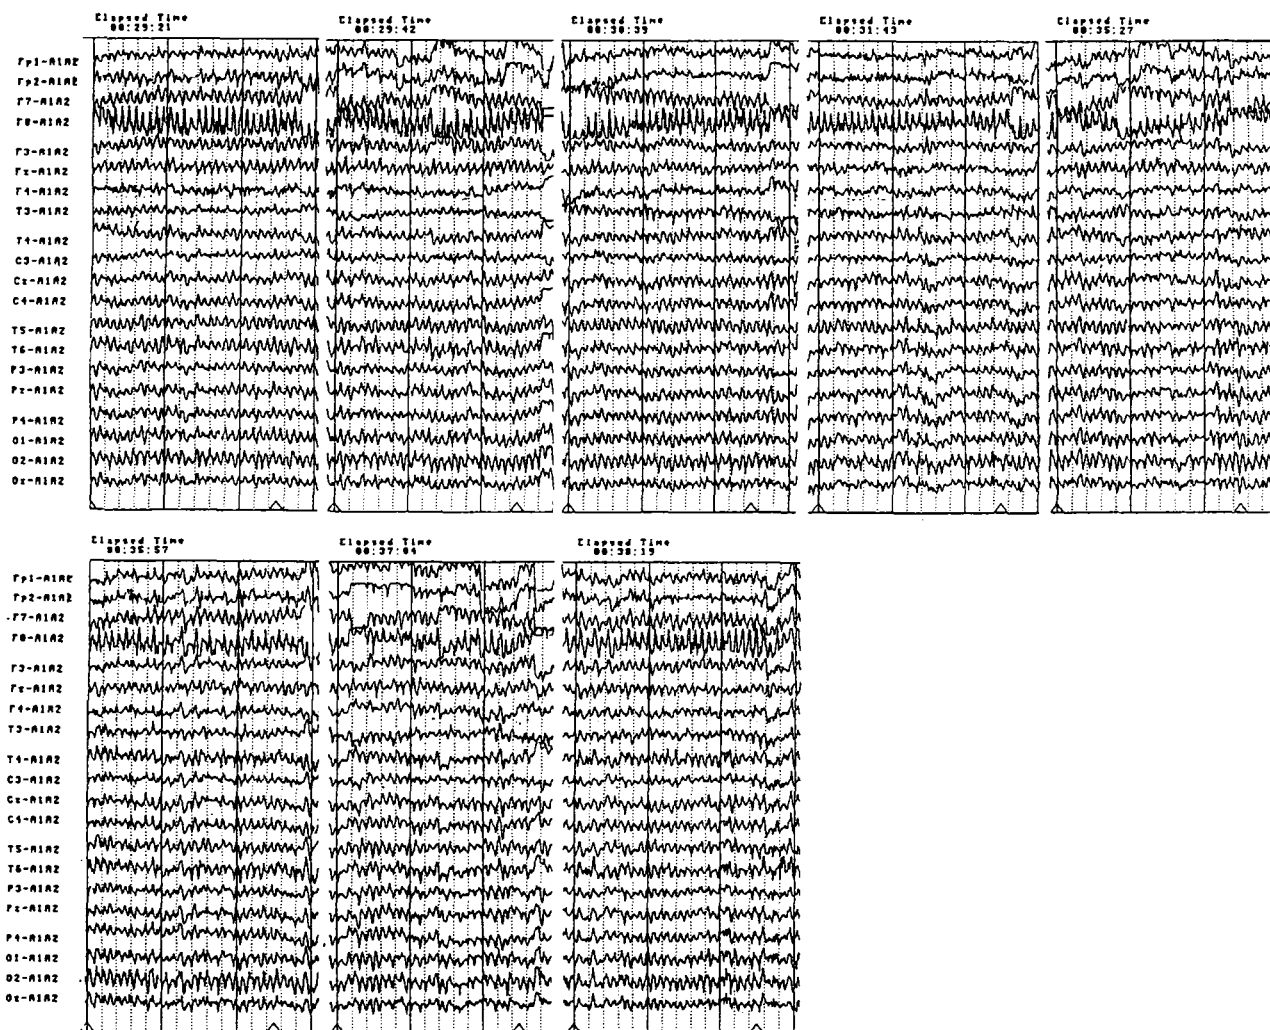 Elapsed Time
00:29:21
Elapsed Time
00:29:42
Elapsed Time
00:30:39
Elapsed Time
00:31:43
Elapsed Time
00:35:27
Fp1-A1A2
Fp2-A1A2
F7-A1A2
F8-A1A2
F3-A1A2
Fz-A1A2
F4-A1A2
T3-A1A2
T4-A1A2
C3-A1A2
Cz-A1A2
C4-A1A2
T5-A1A2
T6-A1A2
P3-A1A2
Pz-A1A2
P4-A1A2
O1-A1A2
O2-A1A2
Oz-A1A2
Elapsed Time
00:35:57
Elapsed Time
00:37:04
Elapsed Time
00:38:19
Fp1-A1A2
Fp2-A1A2
F7-A1A2
F8-A1A2
F3-A1A2
Fz-A1A2
F4-A1A2
T3-A1A2
T4-A1A2
C3-A1A2
Cz-A1A2
C4-A1A2
T5-A1A2
T6-A1A2
P3-A1A2
Pz-A1A2
P4-A1A2
O1-A1A2
O2-A1A2
Oz-A1A2